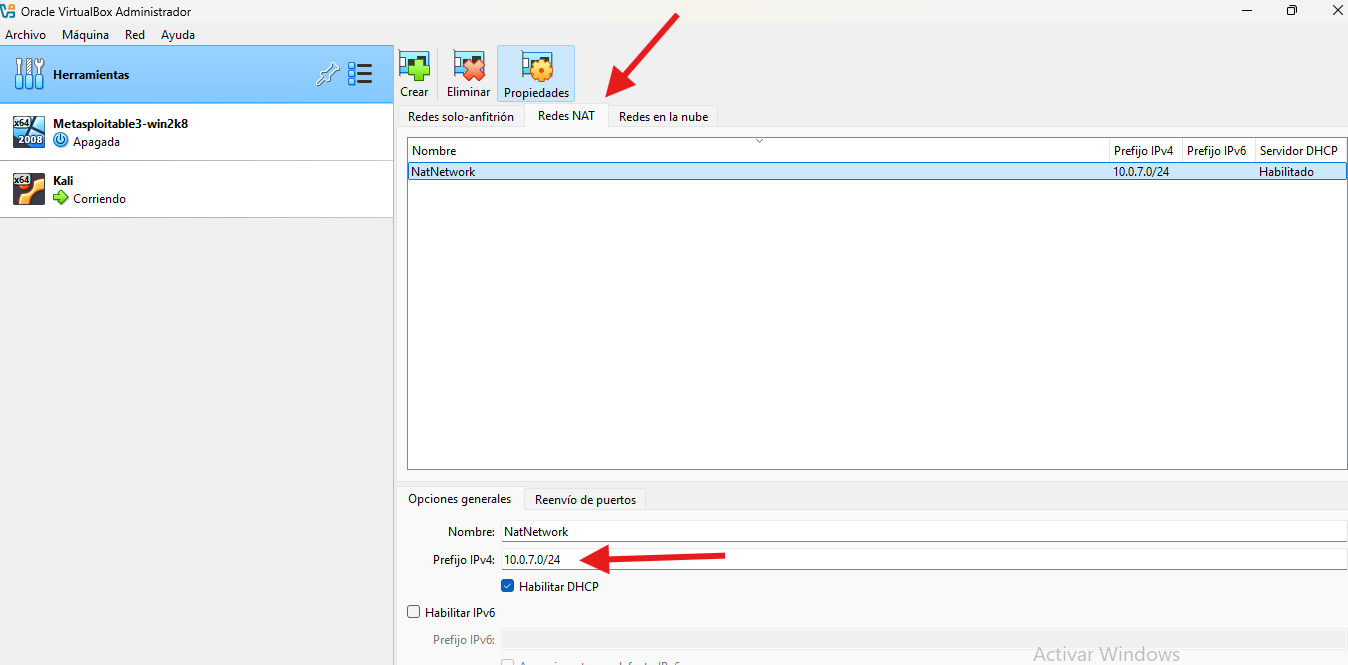 Oracle VirtualBox Administrador
Archivo Máquina Red Ayuda
Herramientas
Crear Eliminar Propiedades
x64 2008 Metasploitable3-win2k8
Apagada
x64 Kali
Corriendo
Redes solo-anfitrión Redes NAT Redes en la nube
Nombre Prefijo IPv4 Prefijo IPv6 Servidor DHCP
NatNetwork 10.0.7.0/24 Habilitado
Opciones generales Reenvío de puertos
Nombre: NatNetwork
Prefijo IPv4: 10.0.7.0/24
Habilitar DHCP
Habilitar IPv6
Prefijo IPv6:
Activar Windows